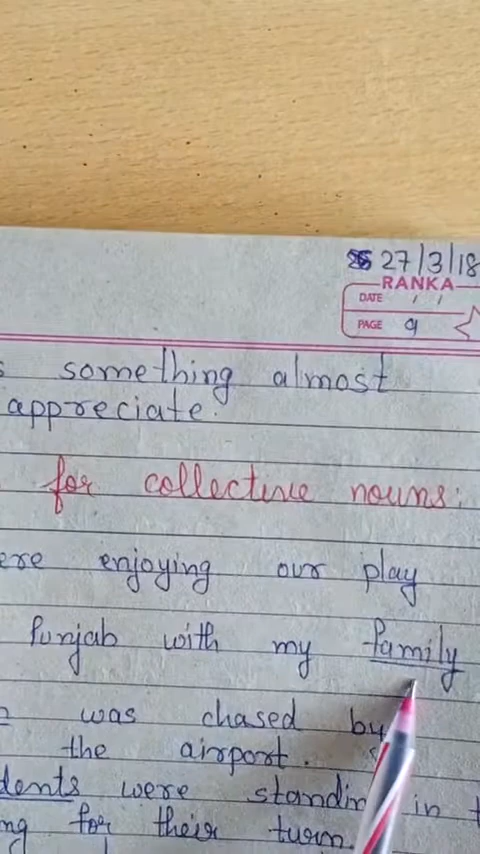 27/3/18
RANKA
DATE / /
PAGE 9
something almost
appreciate.
for collective nouns:
enjoying our play
Punjab with my family
was chased by
the airport.
were standin in
for their turn.